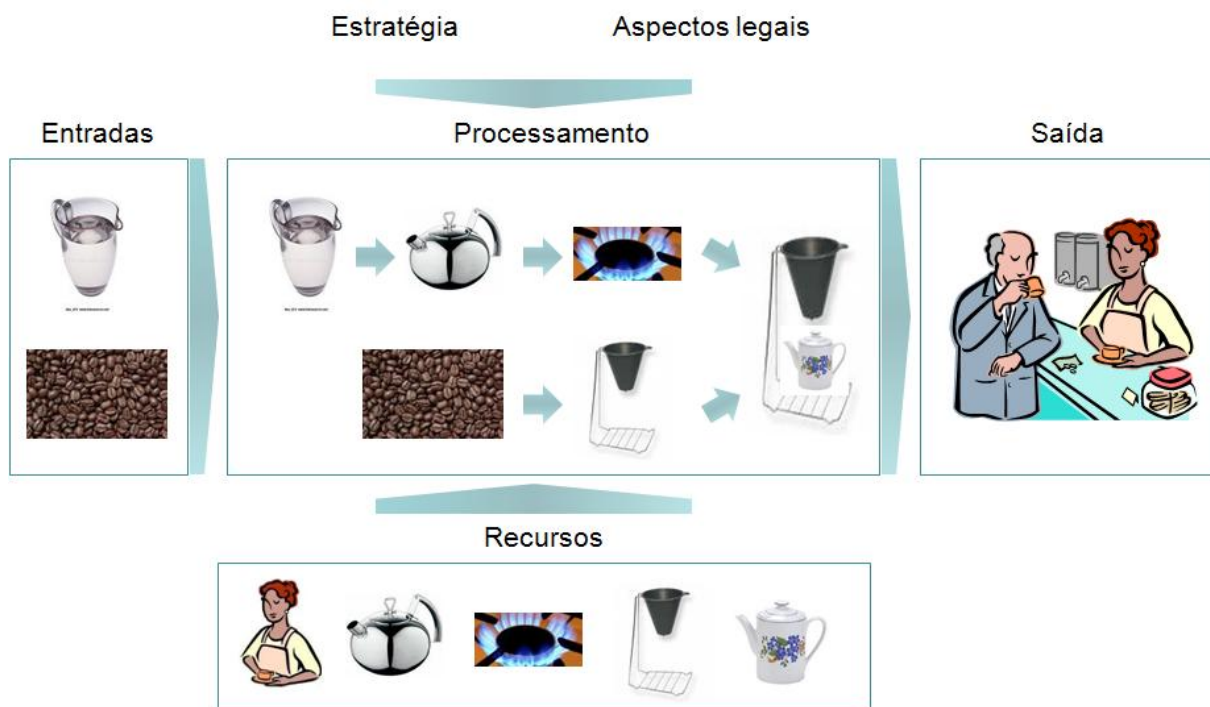 Estratégia
Aspectos legais
Entradas
Processamento
Saída
Recursos